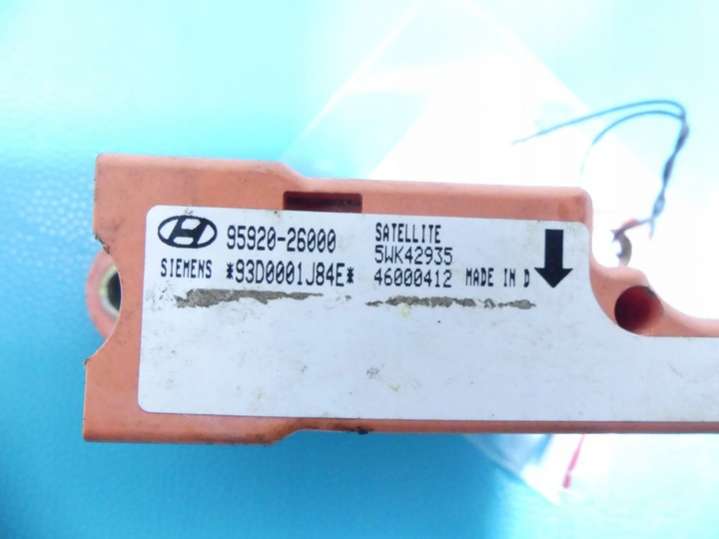 95920-26000
SIEMENS *93D0001J84E*
SATELLITE
5WK42935
46000412 MADE IN D